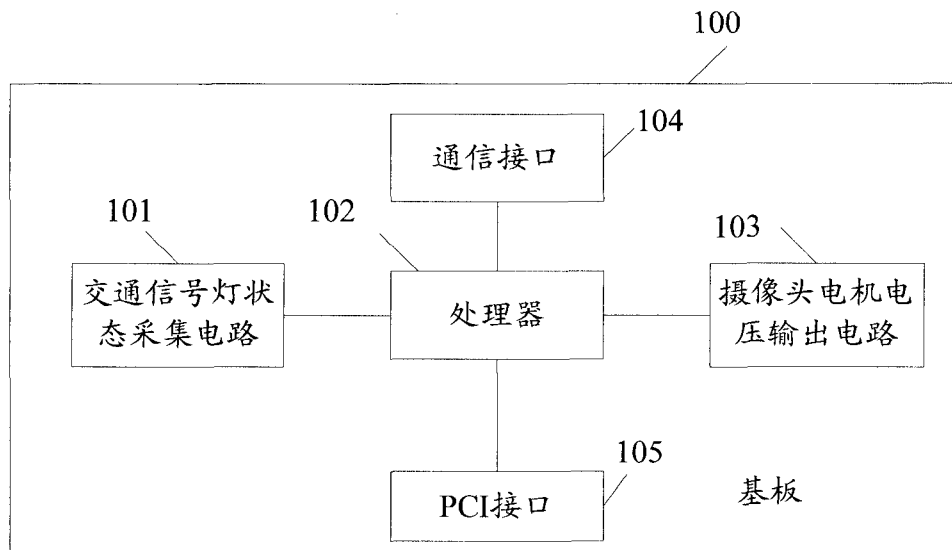 100
104
通信接口
101
102
103
交通信号灯状
态采集电路
处理器
摄像头电机电
压输出电路
105
PCI接口
基板